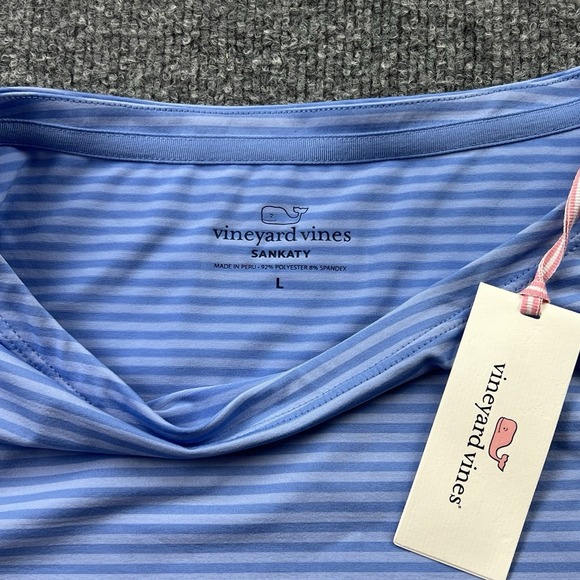 vineyard vines
SANKATY
MADE IN PERU - 92% POLYESTER 8% SPANDEX
L
vineyard vines®